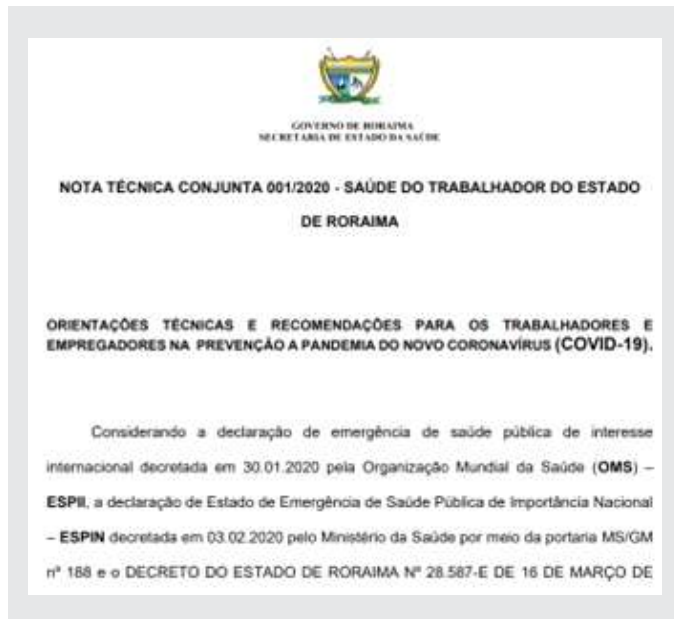 GOVERNO DE RORAIMA
SECRETARIA DE ESTADO DA SAÚDE
NOTA TÉCNICA CONJUNTA 001/2020 - SAÚDE DO TRABALHADOR DO ESTADO
DE RORAIMA
ORIENTAÇÕES TÉCNICAS E RECOMENDAÇÕES PARA OS TRABALHADORES E
EMPREGADORES NA PREVENÇÃO A PANDEMIA DO NOVO CORONAVÍRUS (COVID-19).
Considerando a declaração de emergência de saúde pública de interesse
internacional decretada em 30.01.2020 pela Organização Mundial da Saúde (OMS) –
ESPII, a declaração de Estado de Emergência de Saúde Pública de Importância Nacional
– ESPIN decretada em 03.02.2020 pelo Ministério da Saúde por meio da portaria MS/GM
nº 188 e o DECRETO DO ESTADO DE RORAIMA Nº 28.587-E DE 16 DE MARÇO DE